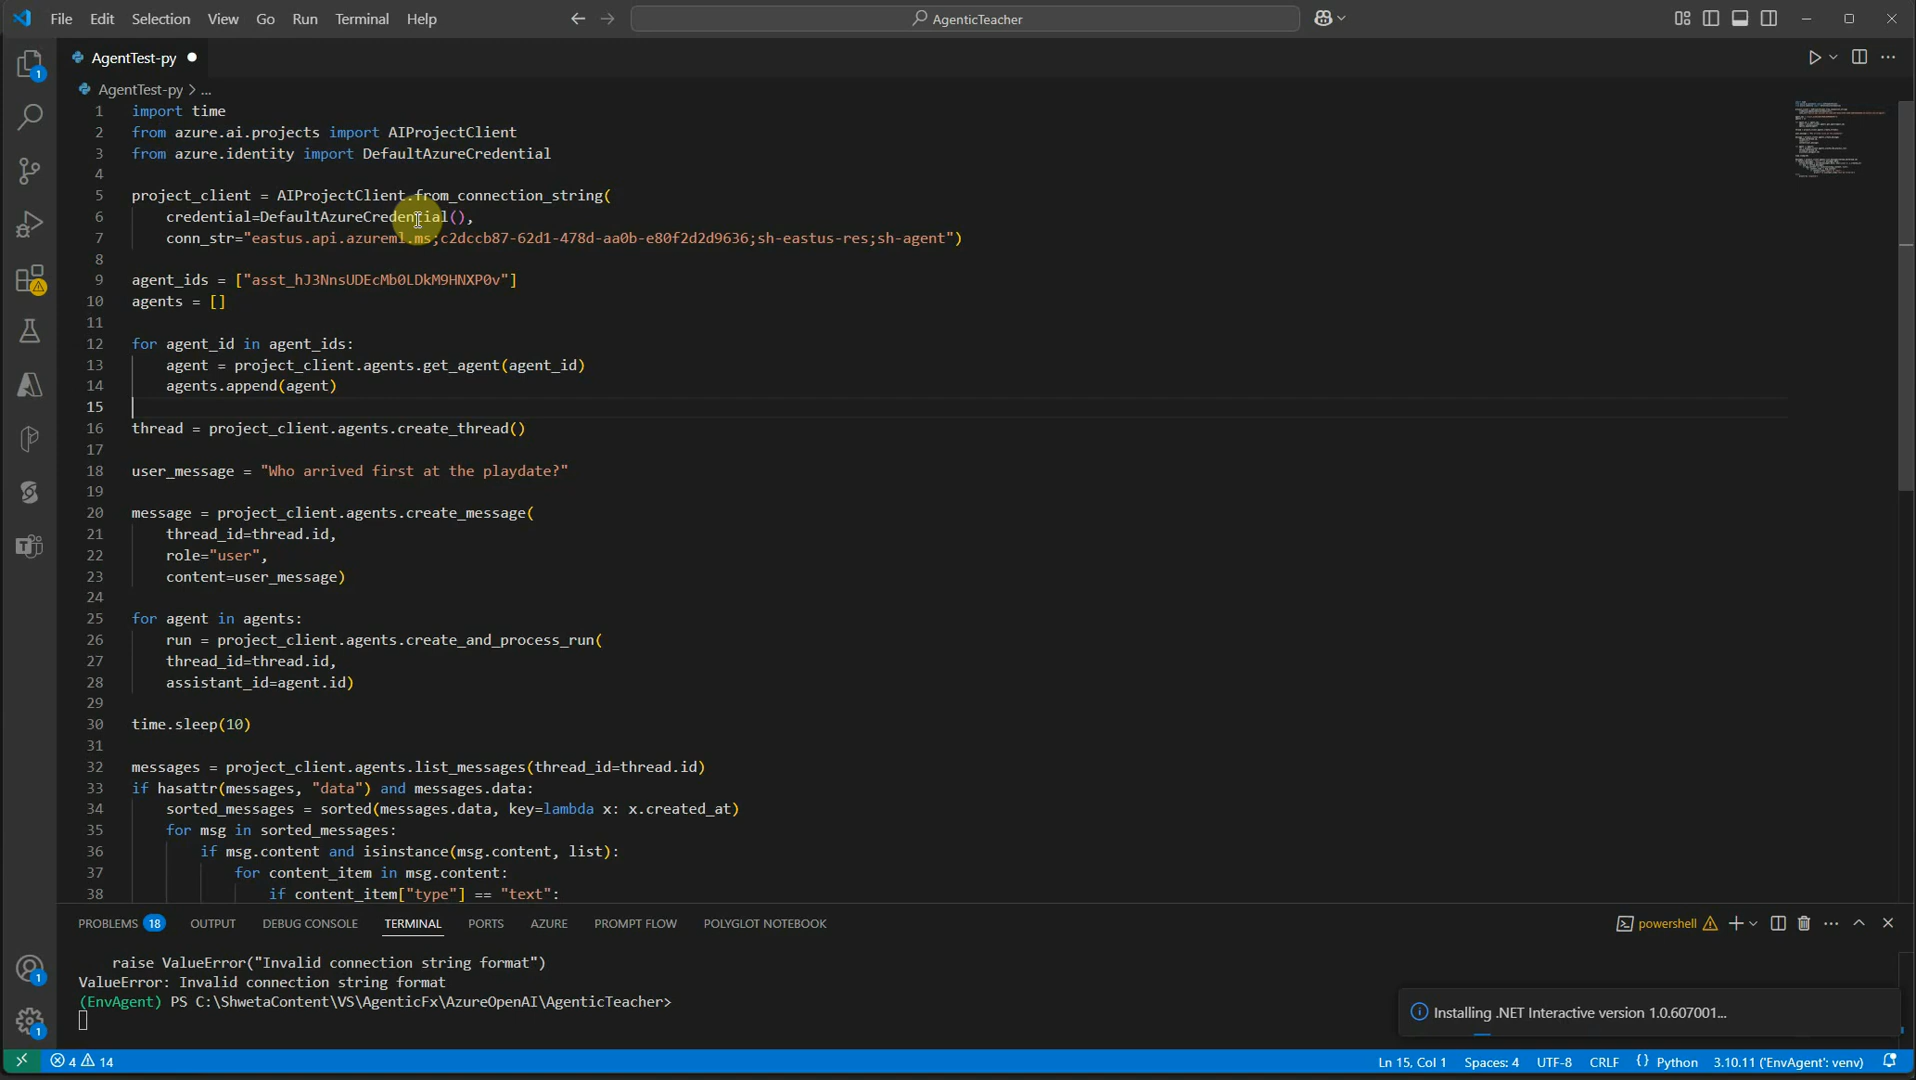 File Edit Selection View Go Run Terminal Help
AgenticTeacher
AgentTest-py
AgentTest-py > ...
1 import time
2 from azure.ai.projects import AIProjectClient
3 from azure.identity import DefaultAzureCredential
4
5 project_client = AIProjectClient.from_connection_string(
6 credential=DefaultAzureCredential(),
7 conn_str="eastus.api.azureml.ms;c2dccb87-62d1-478d-aa0b-e80f2d2d9636;sh-eastus-res;sh-agent")
8
9 agent_ids = ["asst_hJ3NnsUDEcMb0LDkM9HNXP0v"]
10 agents = []
11
12 for agent_id in agent_ids:
13 agent = project_client.agents.get_agent(agent_id)
14 agents.append(agent)
15
16 thread = project_client.agents.create_thread()
17
18 user_message = "Who arrived first at the playdate?"
19
20 message = project_client.agents.create_message(
21 thread_id=thread.id,
22 role="user",
23 content=user_message)
24
25 for agent in agents:
26 run = project_client.agents.create_and_process_run(
27 thread_id=thread.id,
28 assistant_id=agent.id)
29
30 time.sleep(10)
31
32 messages = project_client.agents.list_messages(thread_id=thread.id)
33 if hasattr(messages, "data") and messages.data:
34 sorted_messages = sorted(messages.data, key=lambda x: x.created_at)
35 for msg in sorted_messages:
36 if msg.content and isinstance(msg.content, list):
37 for content_item in msg.content:
38 if content_item["type"] == "text":
PROBLEMS 18 OUTPUT DEBUG CONSOLE TERMINAL PORTS AZURE PROMPT FLOW POLYGLOT NOTEBOOK powershell
raise ValueError("Invalid connection string format")
ValueError: Invalid connection string format
(EnvAgent) PS C:\ShwetaContent\VS\AgenticFx\AzureOpenAI\AgenticTeacher>
Installing .NET Interactive version 1.0.607001...
4 14 Ln 15, Col 1 Spaces: 4 UTF-8 CRLF {} Python 3.10.11 ('EnvAgent': venv)